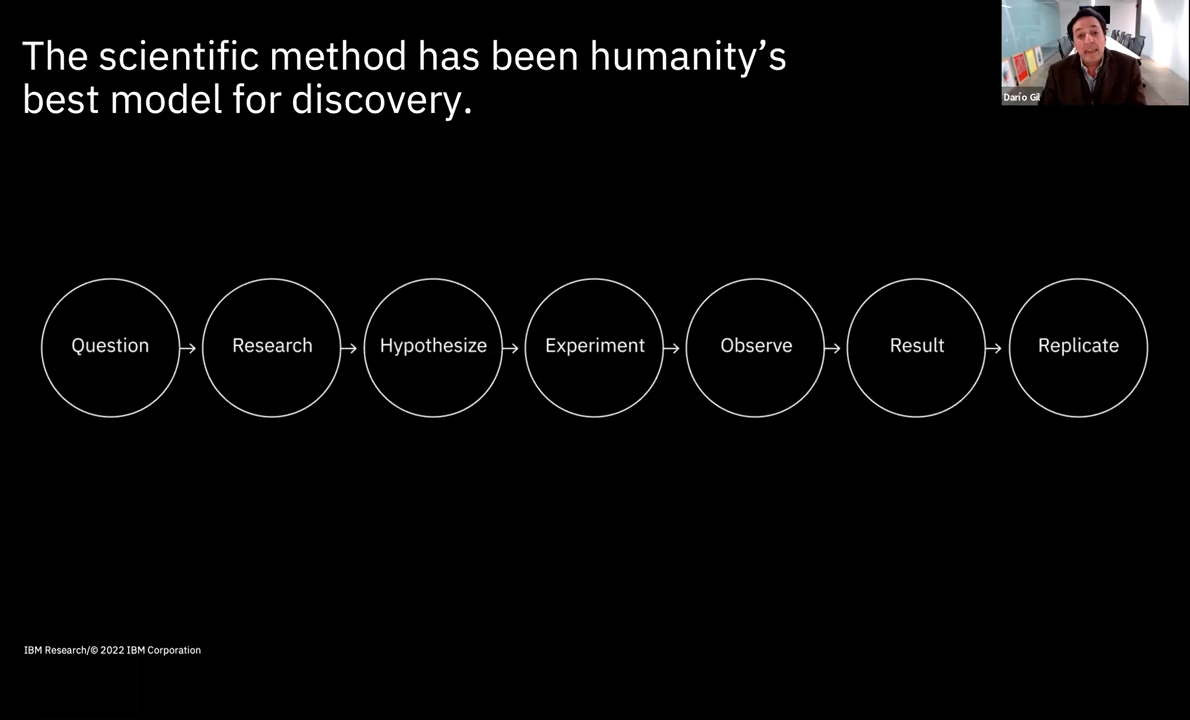 The scientific method has been humanity’s
best model for discovery.
Darío Gil
Question
Research
Hypothesize
Experiment
Observe
Result
Replicate
IBM Research/© 2022 IBM Corporation